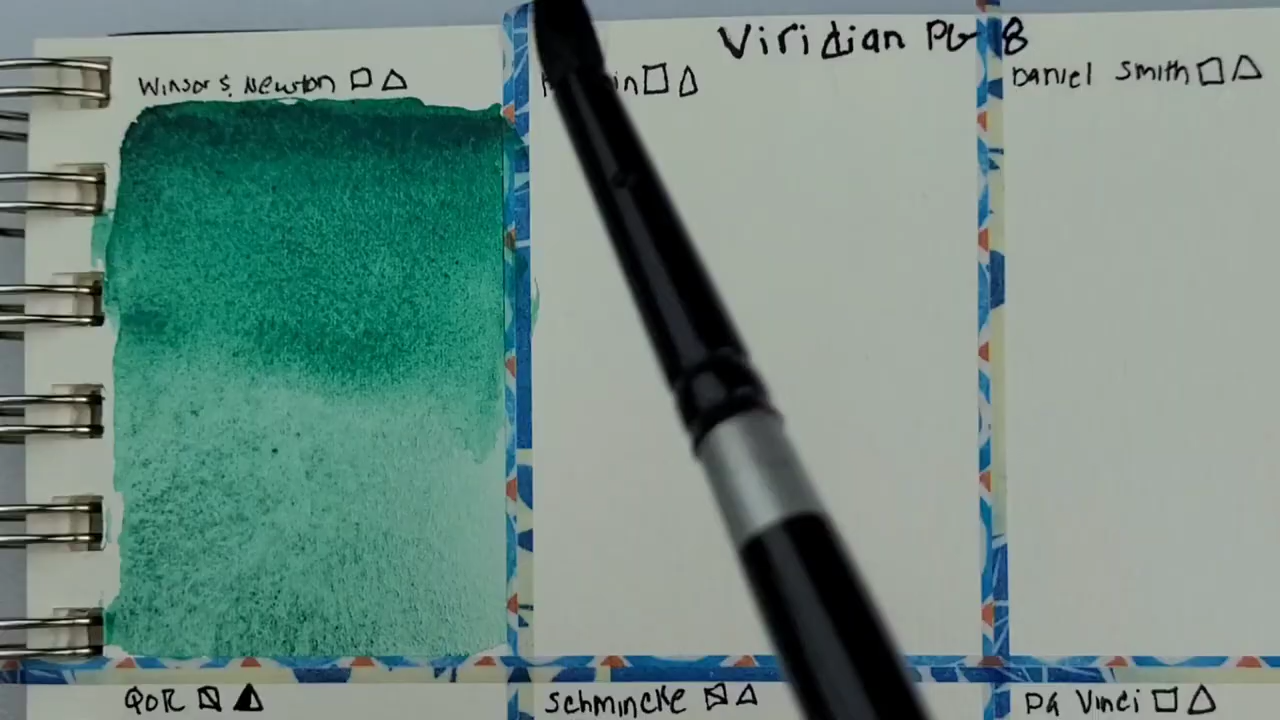 Viridian PG 18
Winsor & Newton
Daniel Smith
QoR
Schmincke
Da Vinci